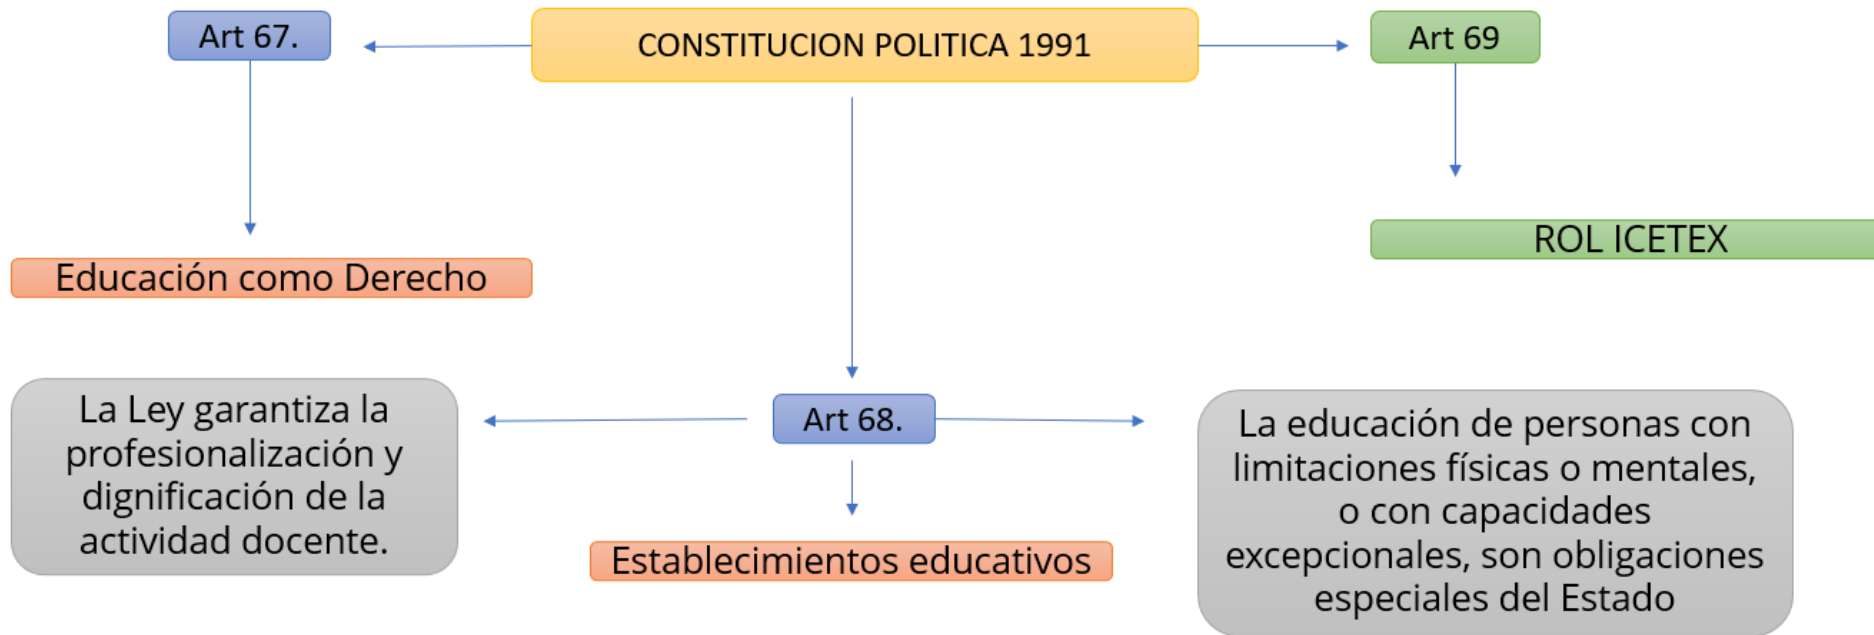 Art 67.
CONSTITUCION POLITICA 1991
Art 69
Educación como Derecho
ROL ICETEX
La Ley garantiza la
profesionalización y
dignificación de la
actividad docente.
Art 68.
Establecimientos educativos
La educación de personas con
limitaciones físicas o mentales,
o con capacidades
excepcionales, son obligaciones
especiales del Estado